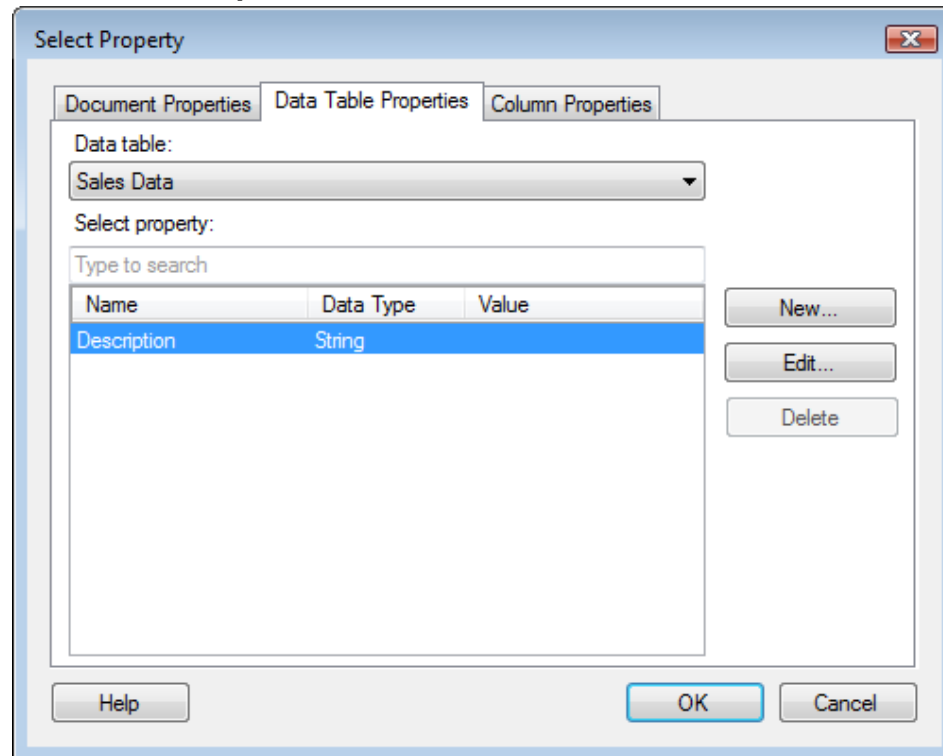 Select Property
Document Properties Data Table Properties Column Properties
Data table:
Sales Data
Select property:
Type to search
Name Data Type Value
New...
Description String
Edit...
Delete
Help OK Cancel